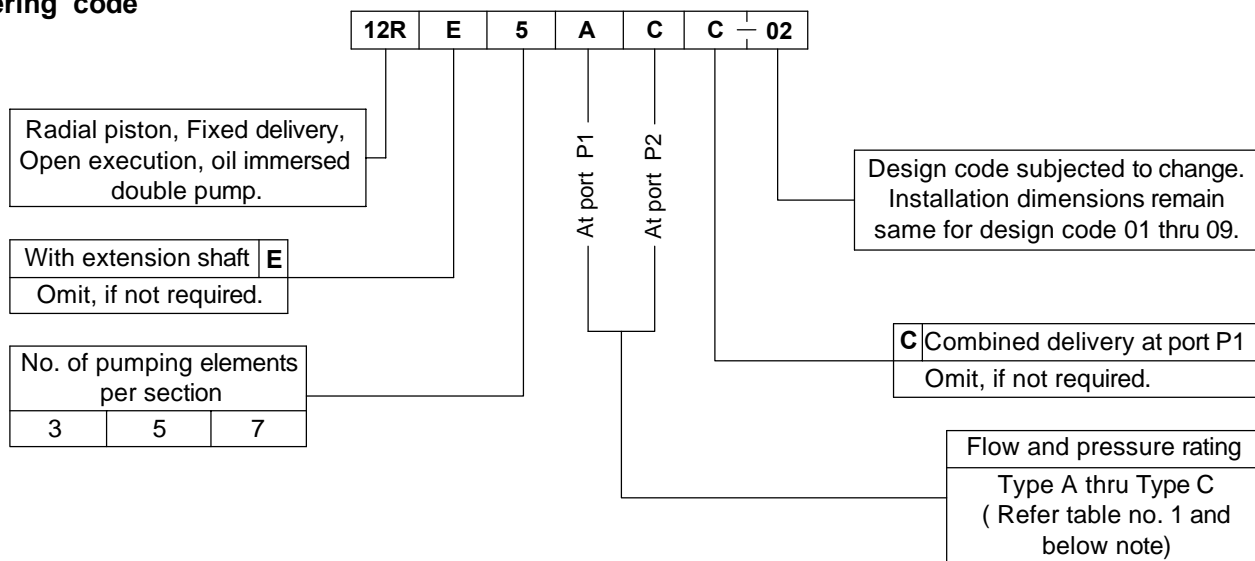 ering code
12R E 5 A C C - 02
Radial piston, Fixed delivery,
Open execution, oil immersed
double pump.
With extension shaft E
Omit, if not required.
No. of pumping elements
per section
3 5 7
At port P1
At port P2
Design code subjected to change.
Installation dimensions remain
same for design code 01 thru 09.
C Combined delivery at port P1
Omit, if not required.
Flow and pressure rating
Type A thru Type C
( Refer table no. 1 and
below note)